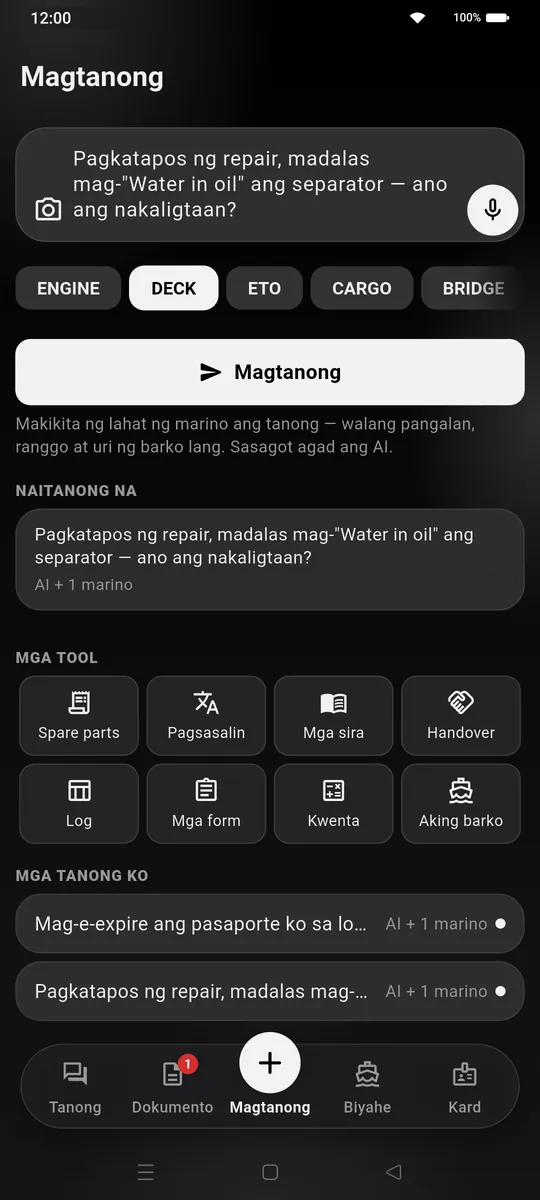 12:00
100%
Magtanong
Pagkatapos ng repair, madalas
mag-"Water in oil" ang separator — ano
ang nakaligtaan?
ENGINE
DECK
ETO
CARGO
BRIDGE
Magtanong
Makikita ng lahat ng marino ang tanong — walang pangalan,
ranggo at uri ng barko lang. Sasagot agad ang AI.
NAITANONG NA
Pagkatapos ng repair, madalas mag-"Water in oil" ang
separator — ano ang nakaligtaan?
AI + 1 marino
MGA TOOL
Spare parts
Pagsasalin
Mga sira
Handover
Log
Mga form
Kwenta
Aking barko
MGA TANONG KO
Mag-e-expire ang pasaporte ko sa lo...
AI + 1 marino
Pagkatapos ng repair, madalas mag-...
AI + 1 marino
1
Tanong
Dokumento
Magtanong
Biyahe
Kard